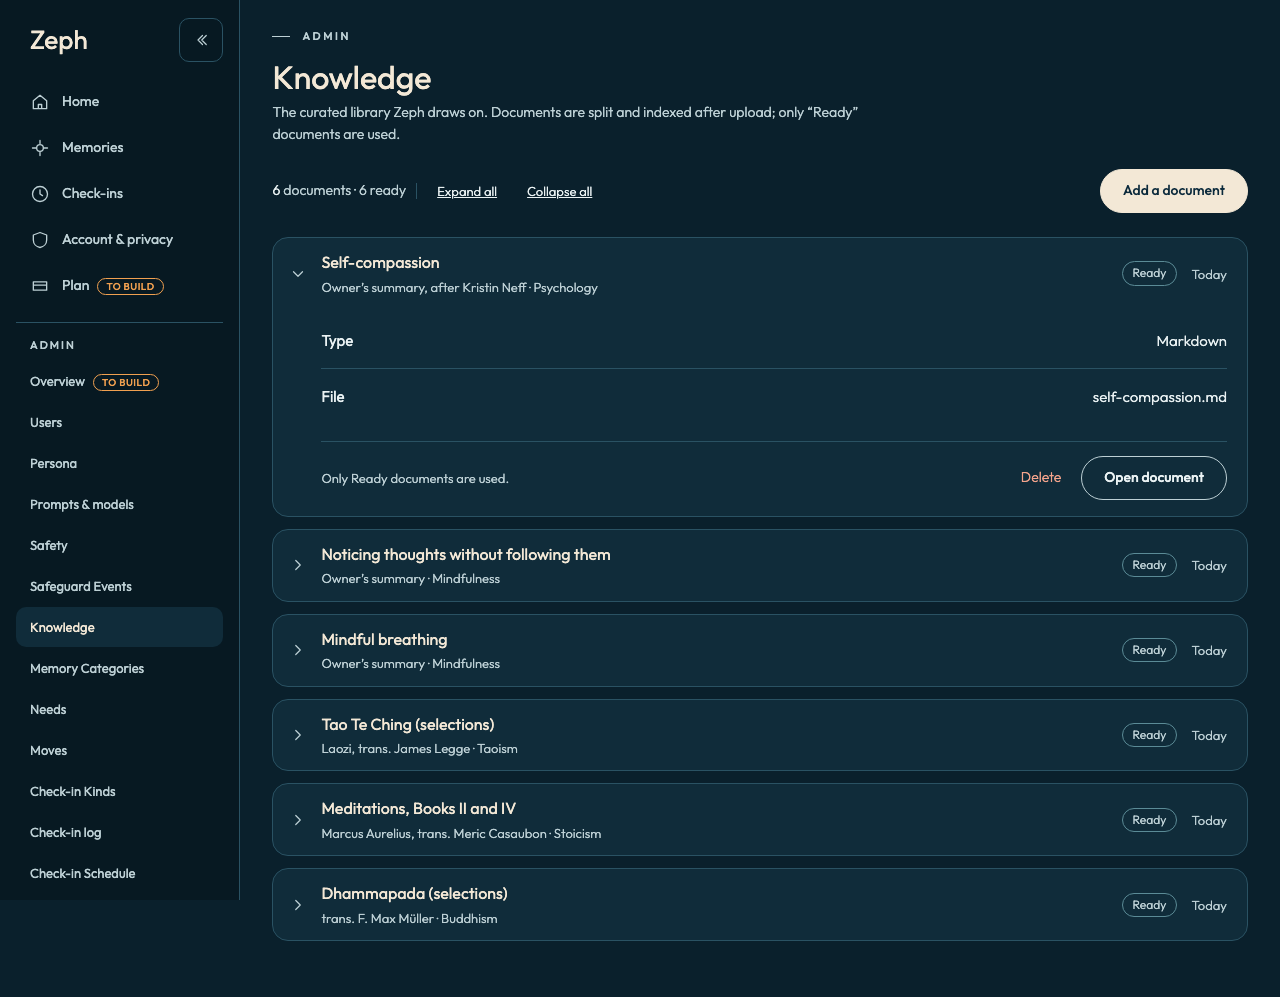 Zeph
Home
Memories
Check-ins
Account & privacy
Plan TO BUILD
ADMIN
Overview TO BUILD
Users
Persona
Prompts & models
Safety
Safeguard Events
Knowledge
Memory Categories
Needs
Moves
Check-in Kinds
Check-in log
Check-in Schedule
ADMIN
Knowledge
The curated library Zeph draws on. Documents are split and indexed after upload; only “Ready”
documents are used.
6 documents · 6 ready Expand all Collapse all Add a document
Self-compassion
Owner's summary, after Kristin Neff · Psychology
Ready Today
Type Markdown
File self-compassion.md
Only Ready documents are used. Delete Open document
Noticing thoughts without following them
Owner's summary · Mindfulness
Ready Today
Mindful breathing
Owner's summary · Mindfulness
Ready Today
Tao Te Ching (selections)
Laozi, trans. James Legge · Taoism
Ready Today
Meditations, Books II and IV
Marcus Aurelius, trans. Meric Casaubon · Stoicism
Ready Today
Dhammapada (selections)
trans. F. Max Müller · Buddhism
Ready Today